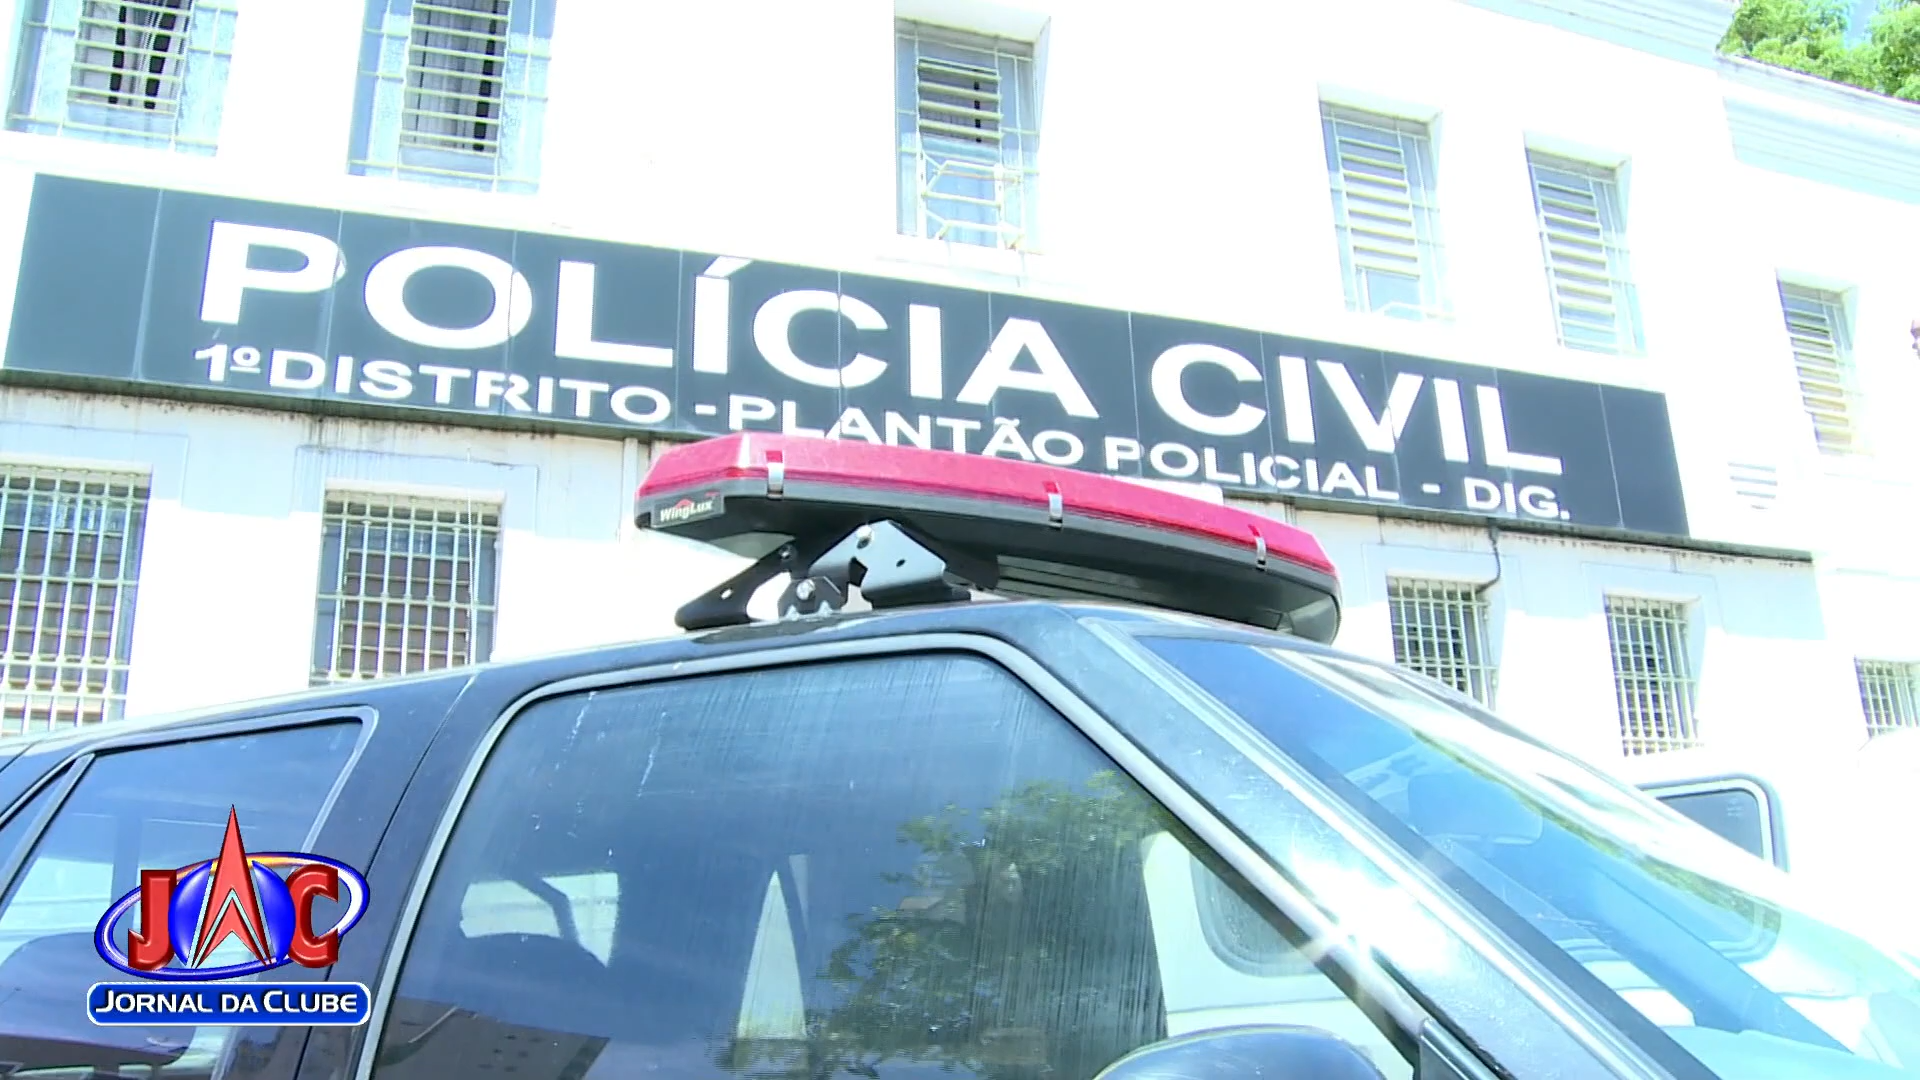 POLÍCIA CIVIL
1º DISTRITO - PLANTÃO POLICIAL - DIG.
WingLux
JAC
JORNAL DA CLUBE